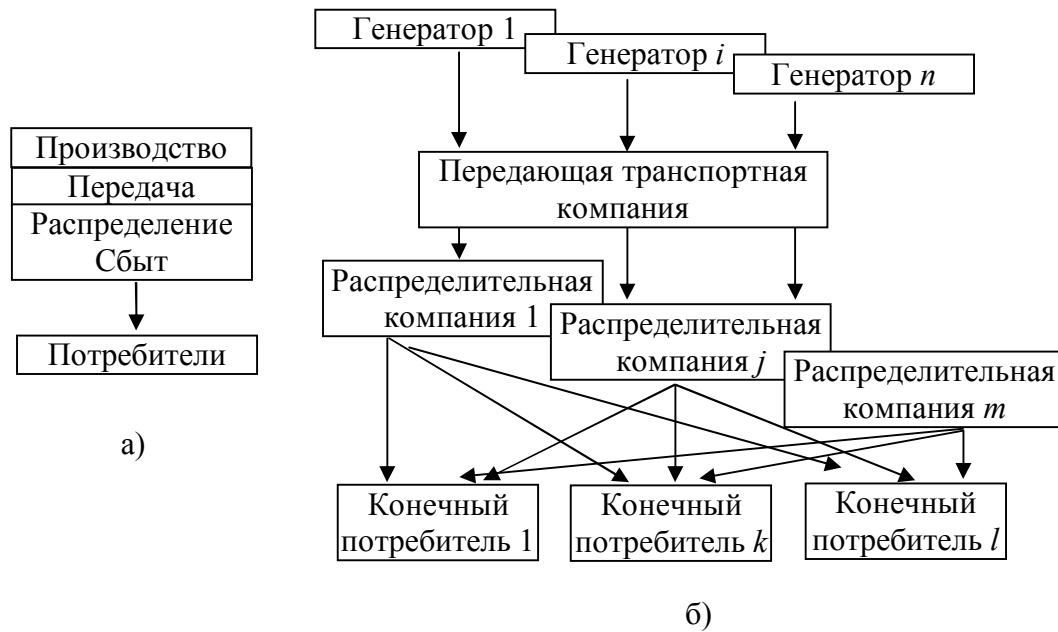 Производство
Передача
Распределение
Сбыт
Потребители
а)
Генератор 1
Генератор i
Генератор n
Передающая транспортная
компания
Распределительная
компания 1
Распределительная
компания j
Распределительная
компания m
Конечный
потребитель 1
Конечный
потребитель k
Конечный
потребитель l
б)